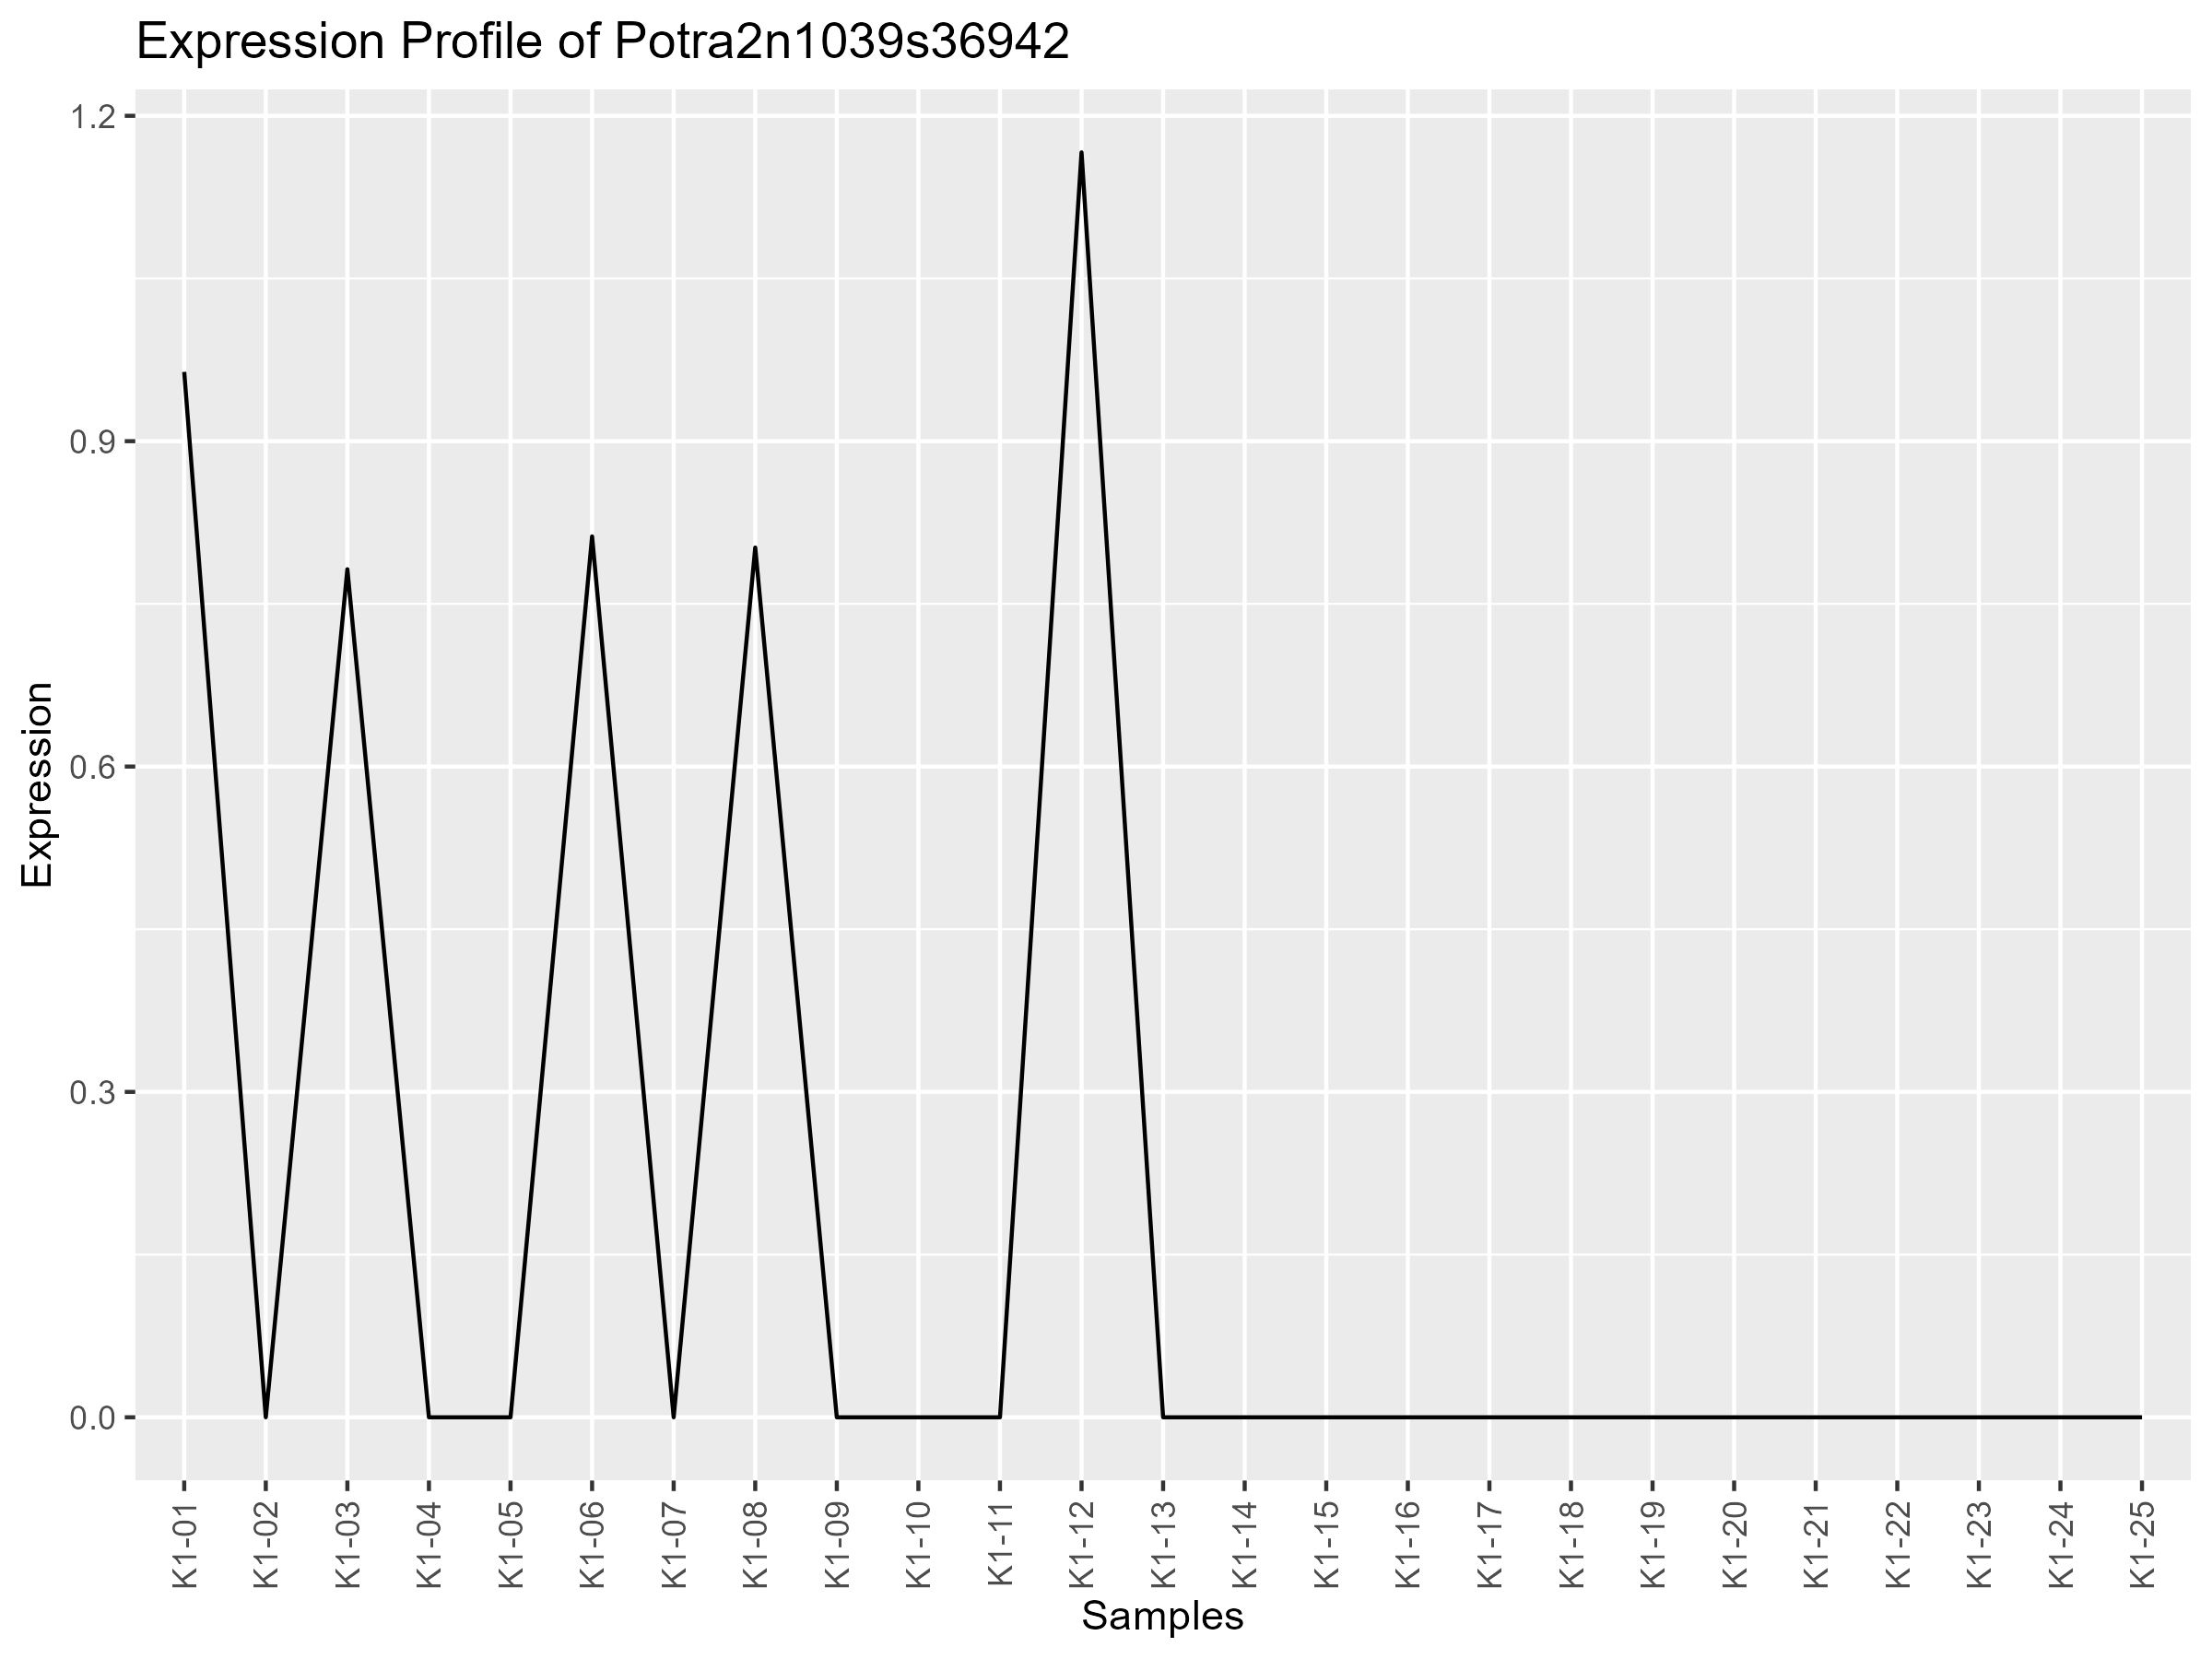 Expression Profile of Potra2n1039s36942
1.2
0.9
0.6
0.3
0.0
Expression
K1-01
K1-02
K1-03
K1-04
K1-05
K1-06
K1-07
K1-08
K1-09
K1-10
K1-11
K1-12
K1-13
K1-14
K1-15
K1-16
K1-17
K1-18
K1-19
K1-20
K1-21
K1-22
K1-23
K1-24
K1-25
Samples